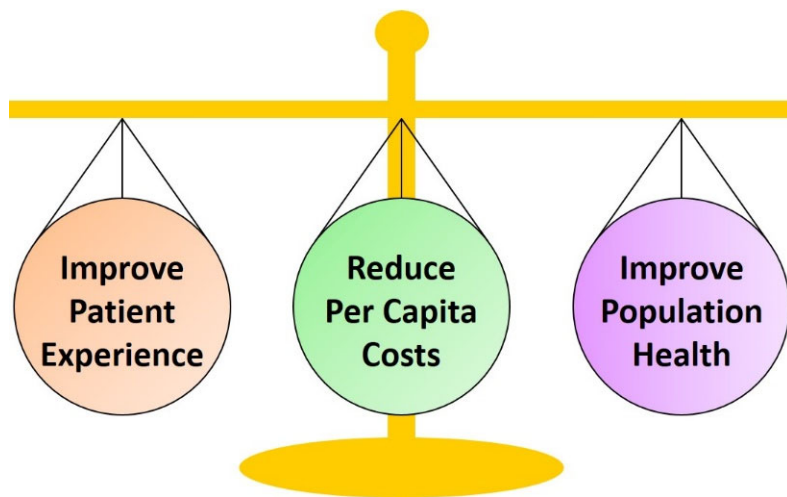 Improve
Patient
Experience
Reduce
Per Capita
Costs
Improve
Population
Health